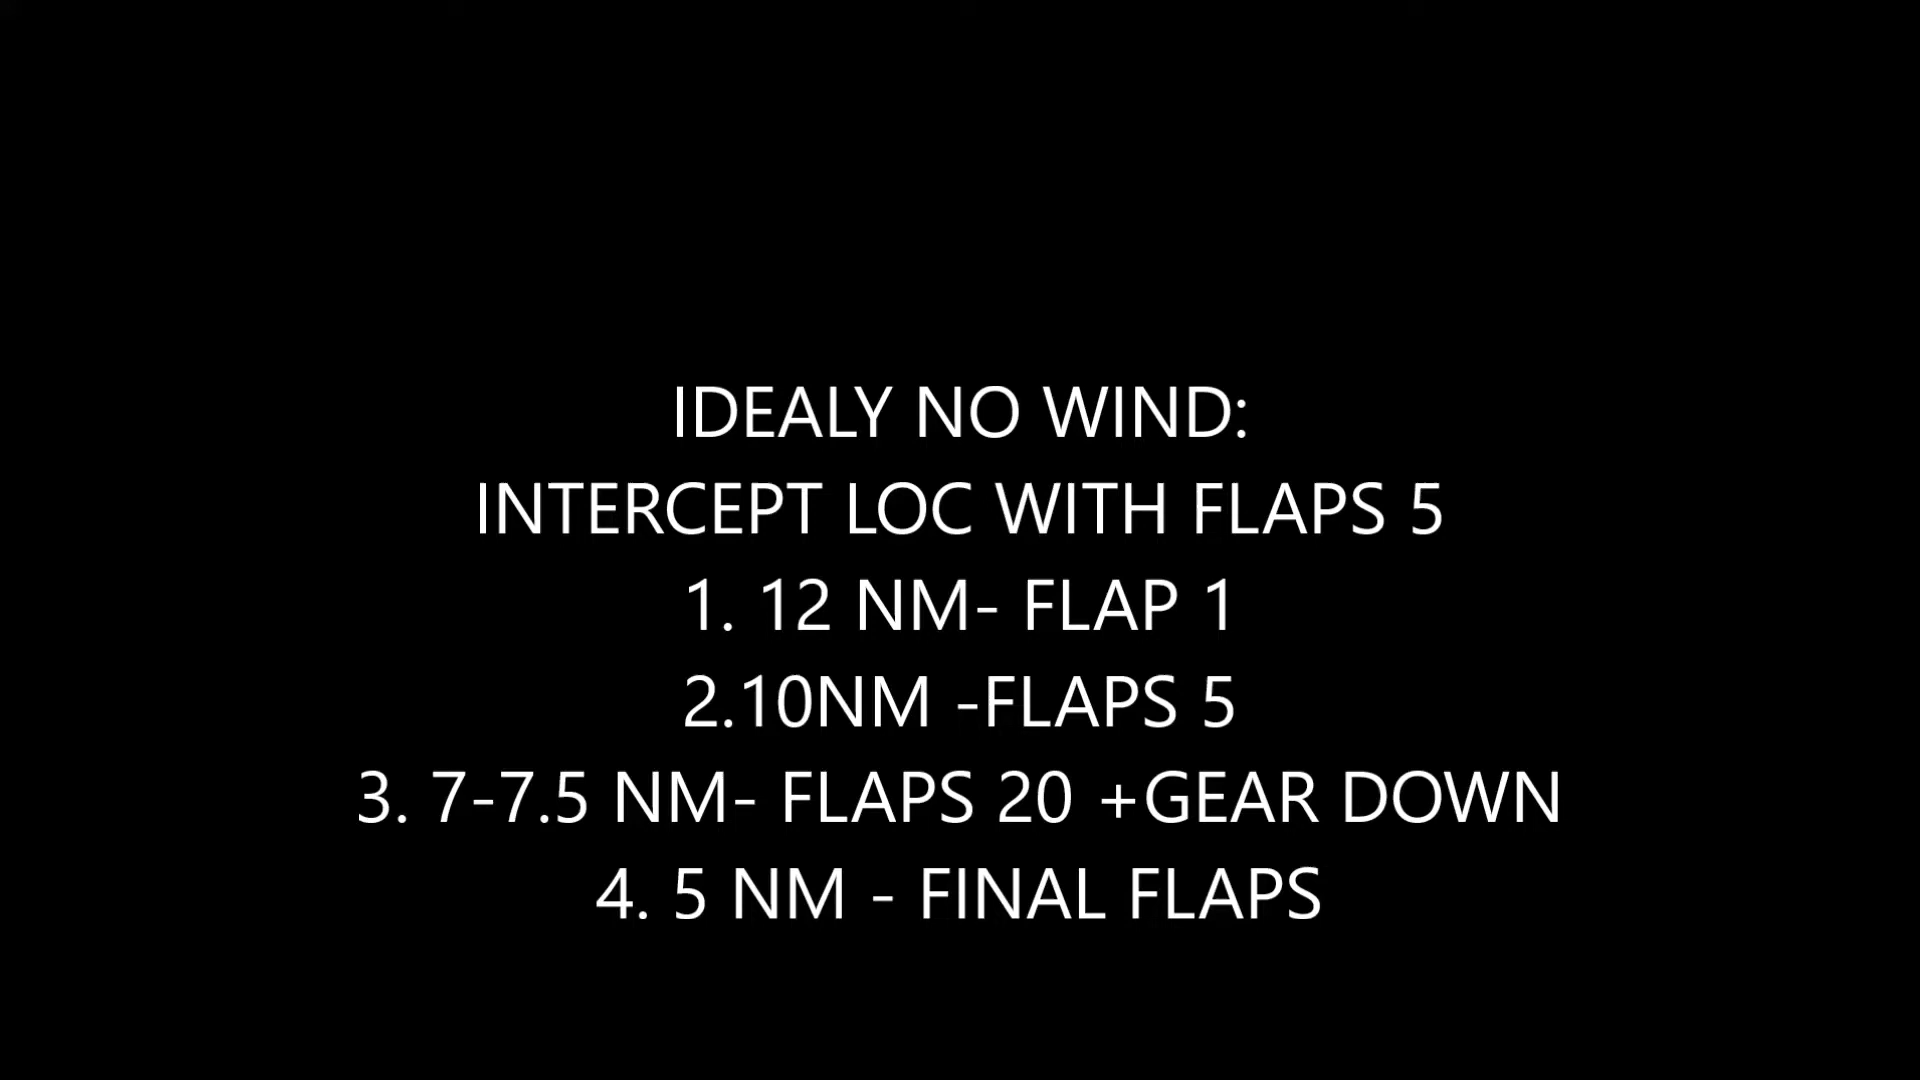 IDEALY NO WIND:
INTERCEPT LOC WITH FLAPS 5
1. 12 NM- FLAP 1
2.10NM -FLAPS 5
3. 7-7.5 NM- FLAPS 20 +GEAR DOWN
4. 5 NM - FINAL FLAPS